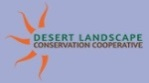 DESERT LANDSCAPE
CONSERVATION COOPERATIVE